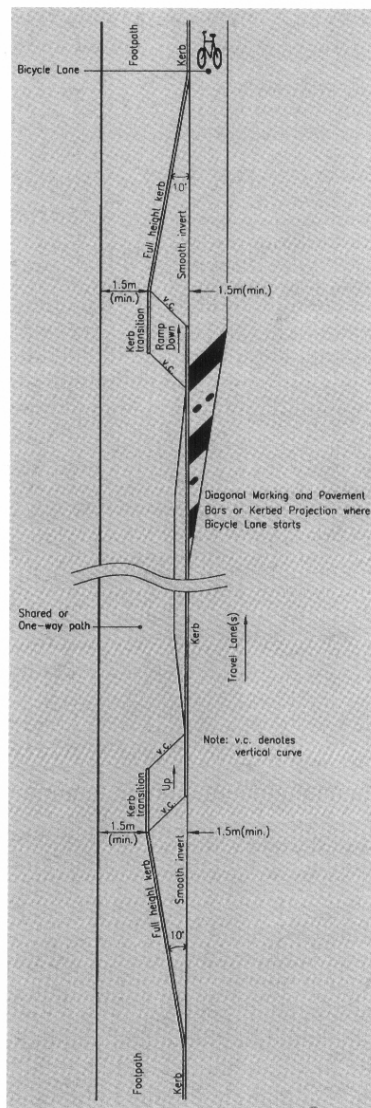 Footpath
Kerb
Bicycle Lane
10°
Full height kerb
Smooth invert
1.5m
(min.)
1.5m(min.)
v.c.
Kerb
transition
Ramp
Down
v.c.
Diagonal Marking and Pavement
Bars or Kerbed Projection where
Bicycle Lane starts
Shared or
One-way path
Kerb
Travel Lane(s)
Note: v.c. denotes
vertical curve
v.c.
Kerb
transition
Up
v.c.
1.5m
(min.)
1.5m(min.)
Full height kerb
Smooth invert
10°
Footpath
Kerb